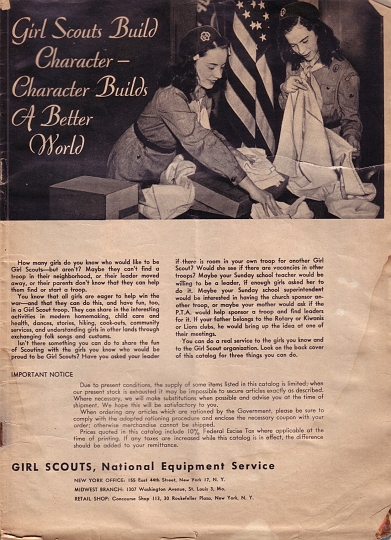 Girl Scouts Build
Character —
Character Builds
A Better
World
How many girls do you know who would like to be
Girl Scouts—but aren't? Maybe they can't find a
troop in their neighborhood, or their leader moved
away, or their parents don't know that they can help
them find or start a troop.
You know that all girls are eager to help win the
war—and that they can do this, and have fun, too,
in a Girl Scout troop. They can share in the interesting
activities in modern homemaking, child care and
health, dances, stories, hiking, cook-outs, community
services, and understanding girls in other lands through
exchanging folk songs and customs.
Isn't there something you can do to share the fun
of Scouting with the girls you know who would be
proud to be Girl Scouts? Have you asked your leader
if there is room in your own troop for another Girl
Scout? Would she see if there are vacancies in other
troops? Maybe your Sunday school teacher would be
willing to be a leader, if enough girls asked her to
do it. Maybe your Sunday school superintendent
would be interested in having the church sponsor an-
other troop, or maybe your mother would ask if the
P.T.A. would help sponsor a troop and find leaders
for it. If your father belongs to the Rotary or Kiwanis
or Lions clubs, he would bring up the idea at one of
their meetings.
You can do a real service to the girls you know and
to the Girl Scout organization. Look on the back cover
of this catalog for three things you can do.
IMPORTANT NOTICE
Due to present conditions, the supply of some items listed in this catalog is limited; when
our present stock is exhausted it may be impossible to secure articles exactly as described.
Where necessary, we will make substitutions when possible and advise you at the time of
shipment. We hope this will be satisfactory to you.
When ordering any articles which are rationed by the Government, please be sure to
comply with the adopted rationing procedure and enclose the necessary coupon with your
order; otherwise merchandise cannot be shipped.
Prices quoted in this catalog include 10% Federal Excise Tax where applicable at the
time of printing. If any taxes are increased while this catalog is in effect, the difference
should be added to your remittance.
GIRL SCOUTS, National Equipment Service
NEW YORK OFFICE: 155 East 44th Street, New York 17, N. Y.
MIDWEST BRANCH: 1307 Washington Avenue, St. Louis 3, Mo.
RETAIL SHOP: Concourse Shop 113, 30 Rockefeller Plaza, New York, N. Y.